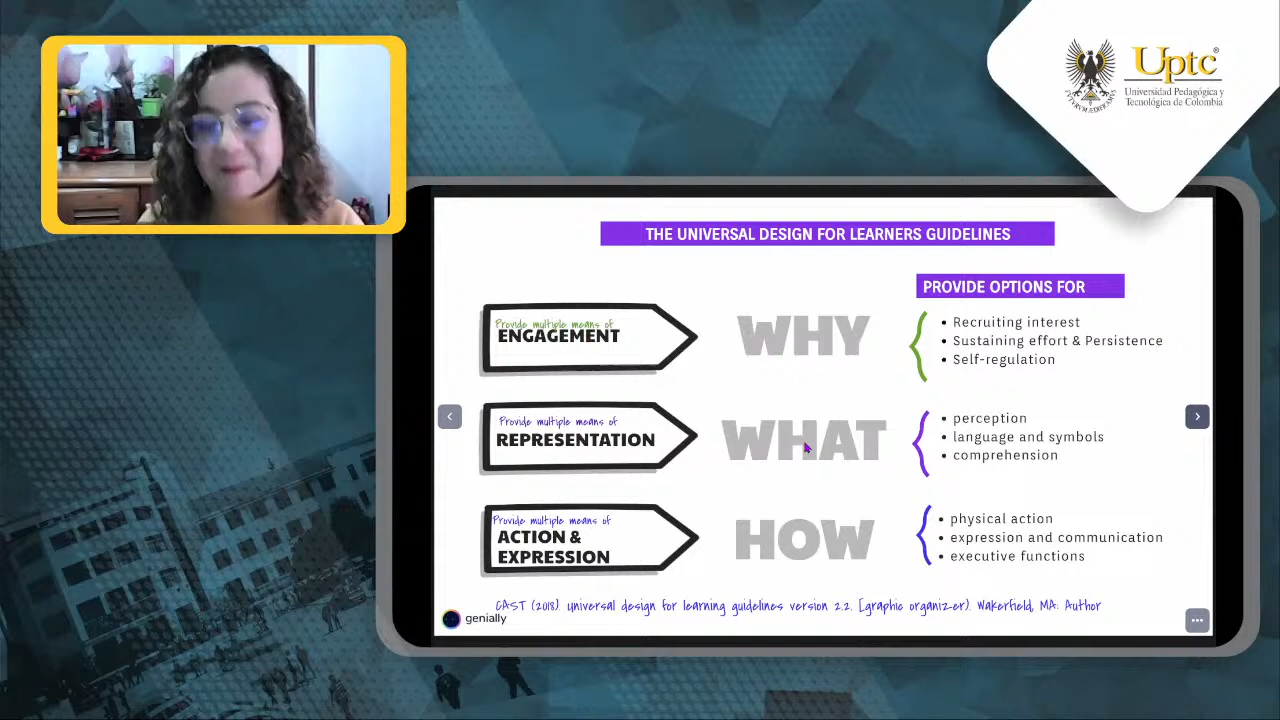 Uptc®
Universidad Pedagógica y
Tecnológica de Colombia
THE UNIVERSAL DESIGN FOR LEARNERS GUIDELINES
PROVIDE OPTIONS FOR
Provide multiple means of
ENGAGEMENT
WHY
• Recruiting interest
• Sustaining effort & Persistence
• Self-regulation
Provide multiple means of
REPRESENTATION
WHAT
• perception
• language and symbols
• comprehension
Provide multiple means of
ACTION &
EXPRESSION
HOW
• physical action
• expression and communication
• executive functions
CAST (2018). Universal design for learning guidelines version 2.2. [graphic organizer). Wakerfield, MA: Author
genially